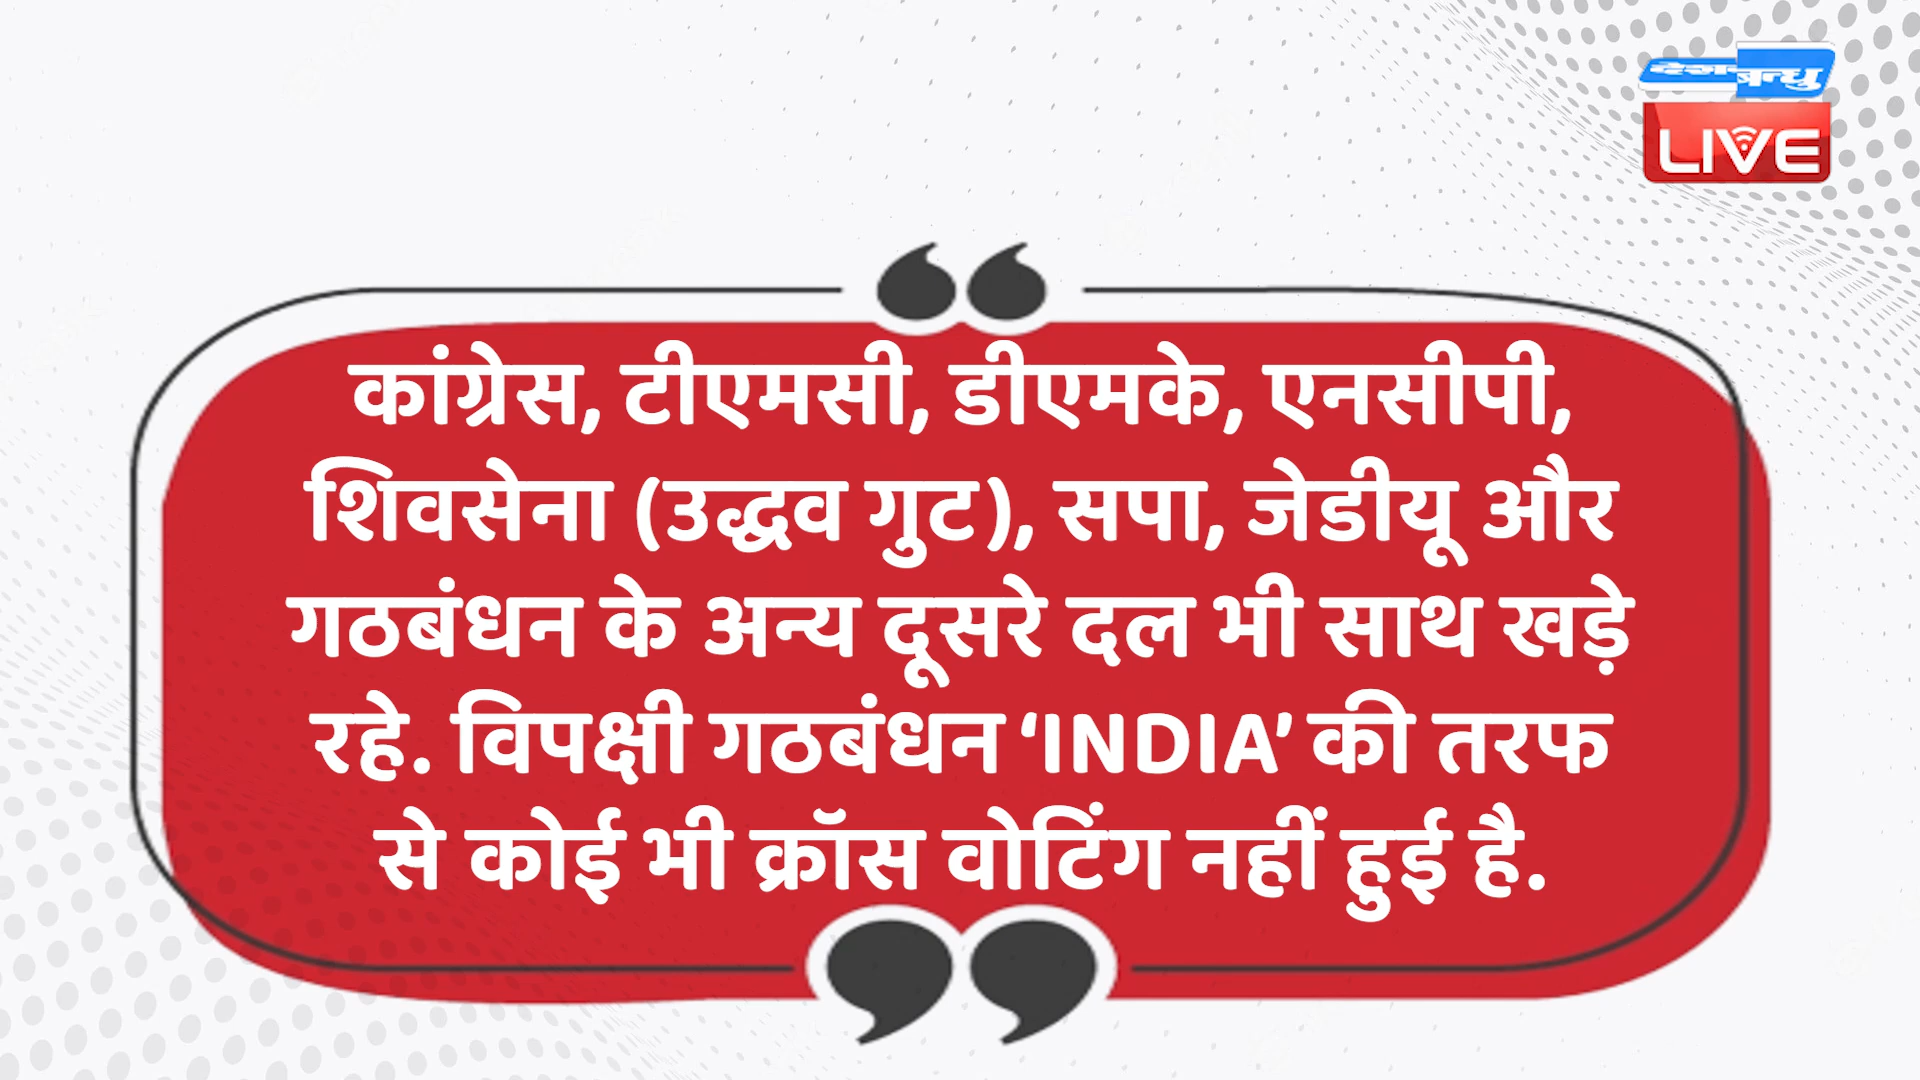 देशबन्धु
LIVE
कांग्रेस, टीएमसी, डीएमके, एनसीपी,
शिवसेना (उद्धव गुट), सपा, जेडीयू और
गठबंधन के अन्य दूसरे दल भी साथ खड़े
रहे. विपक्षी गठबंधन ‘INDIA’ की तरफ
से कोई भी क्रॉस वोटिंग नहीं हुई है.